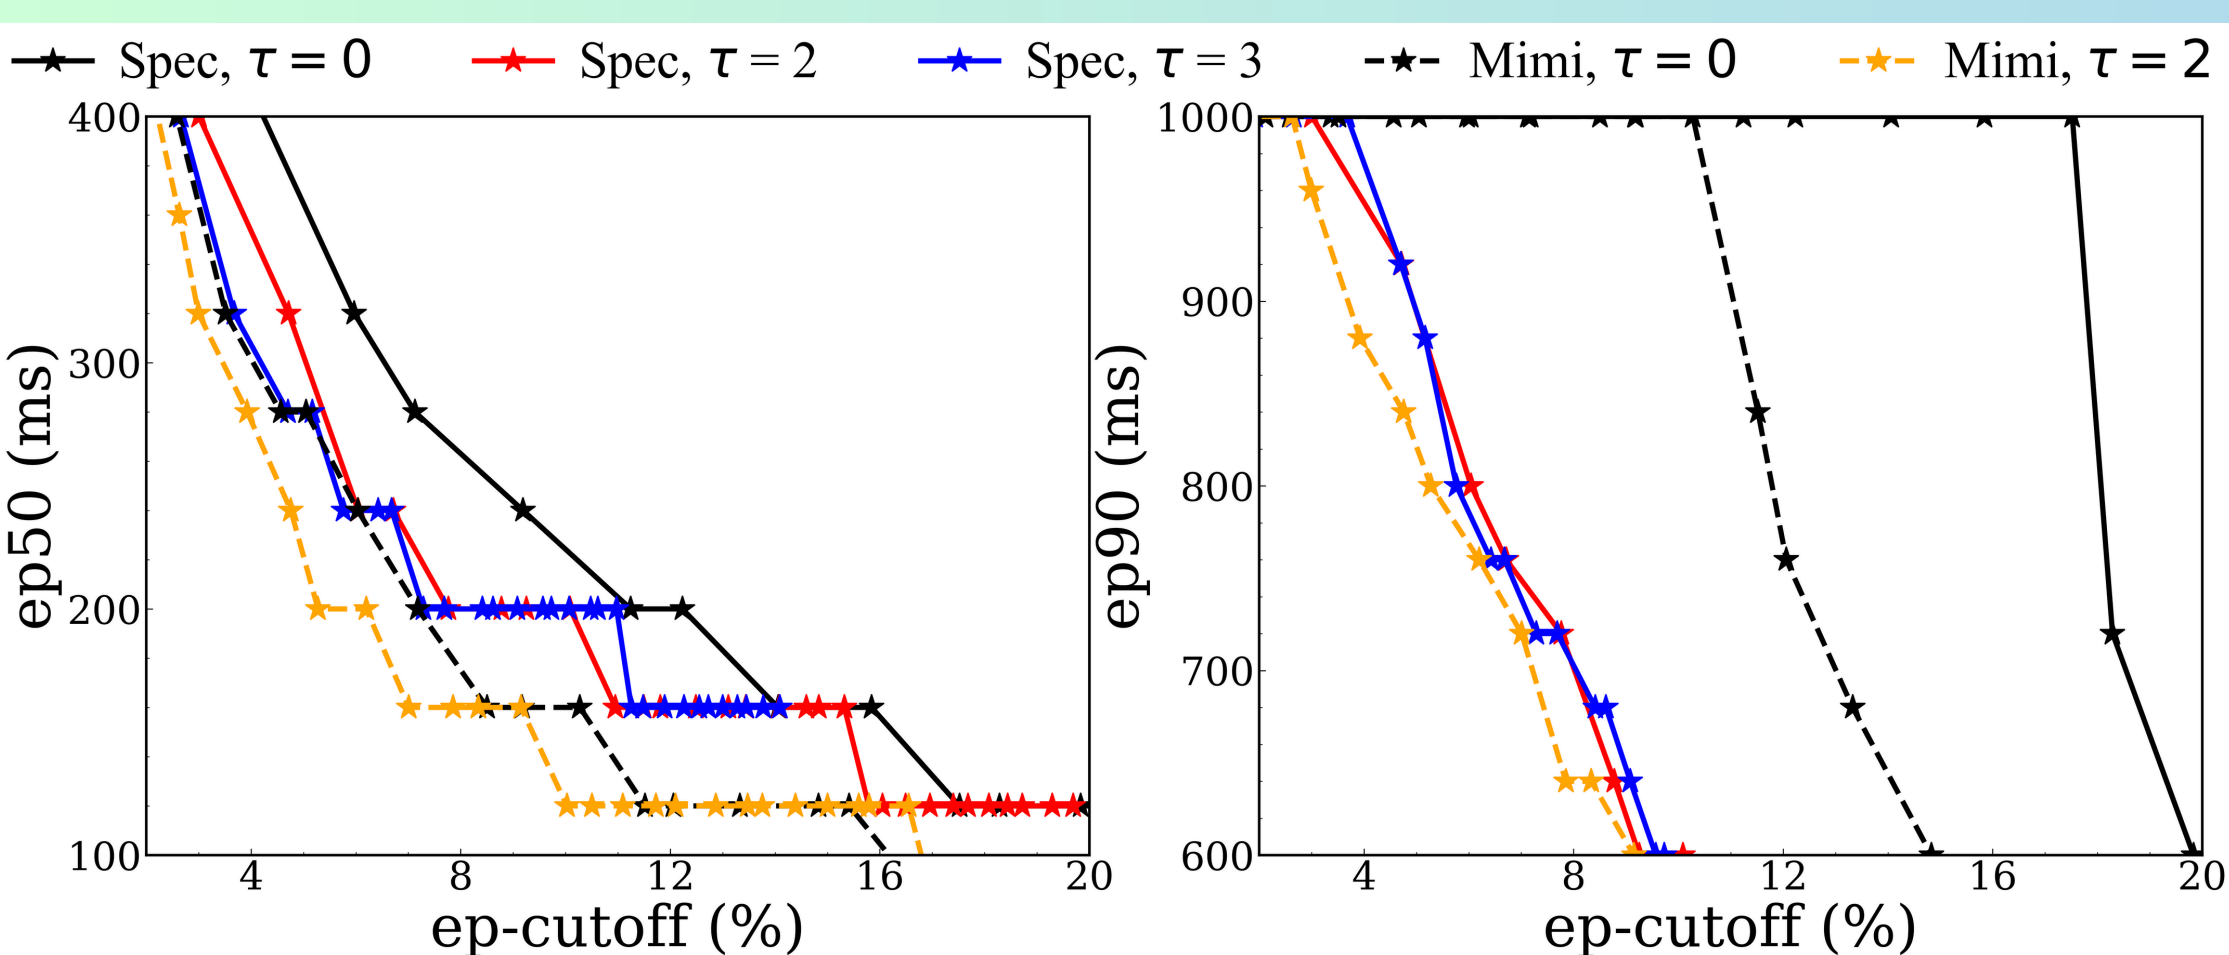 Spec, τ = 0 Spec, τ = 2 Spec, τ = 3 Mimi, τ = 0 Mimi, τ = 2
400
300
200
100
4 8 12 16 20
ep50 (ms)
ep-cutoff (%)
1000
900
800
700
600
4 8 12 16 20
ep90 (ms)
ep-cutoff (%)